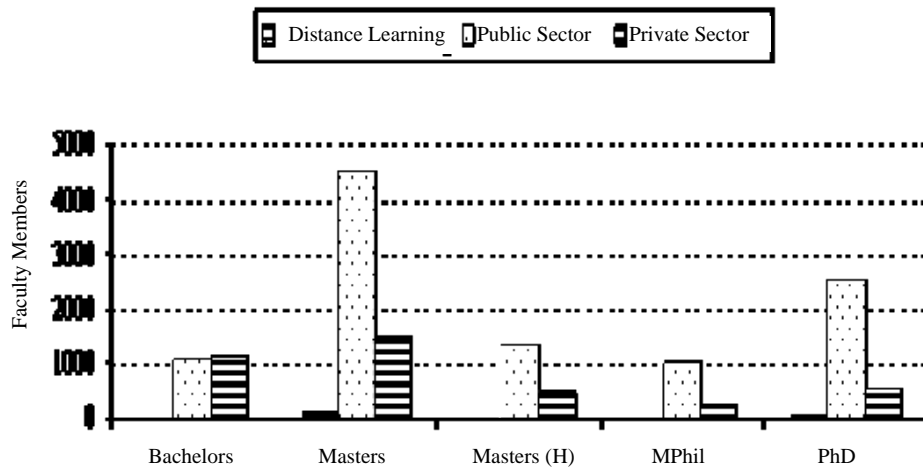 Distance Learning Public Sector Private Sector
5000
4000
3000
2000
1000
0
Faculty Members
Bachelors Masters Masters (H) MPhil PhD